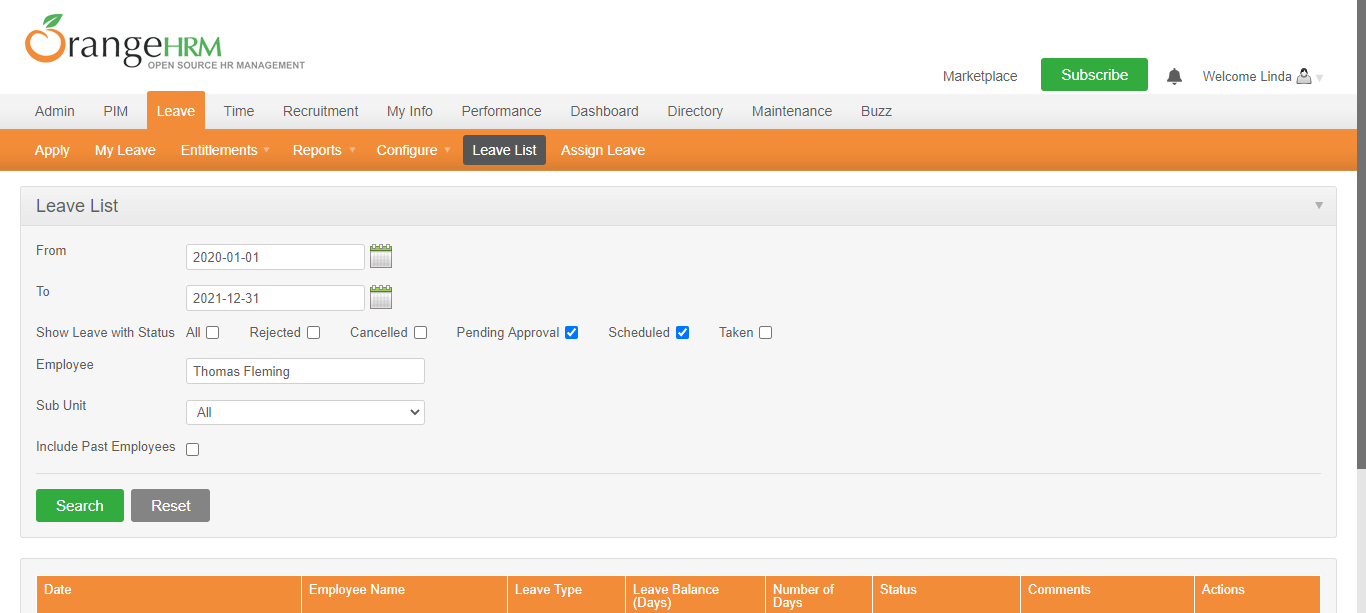 OrangeHRM
OPEN SOURCE HR MANAGEMENT
Marketplace Subscribe Welcome Linda
Admin PIM Leave Time Recruitment My Info Performance Dashboard Directory Maintenance Buzz
Apply My Leave Entitlements Reports Configure Leave List Assign Leave
Leave List
From 2020-01-01
To 2021-12-31
Show Leave with Status All Rejected Cancelled Pending Approval Scheduled Taken
Employee Thomas Fleming
Sub Unit All
Include Past Employees
Search Reset
Date Employee Name Leave Type Leave Balance Number of Status Comments Actions
(Days) Days